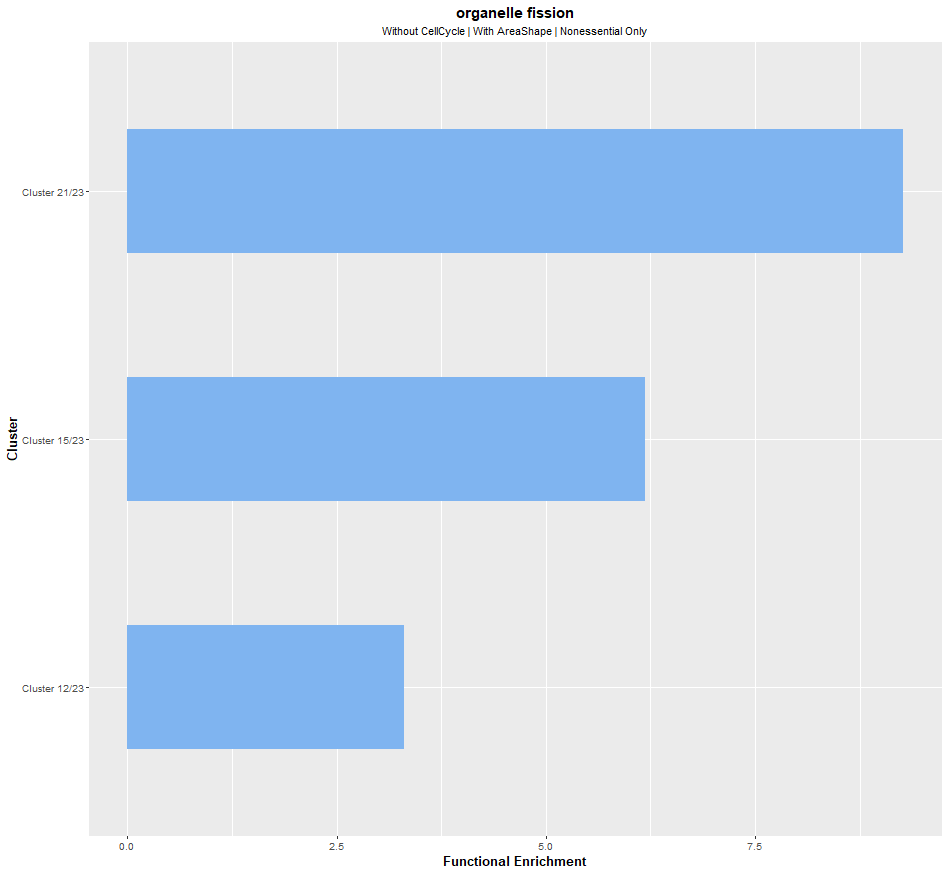 organelle fission
Without CellCycle | With AreaShape | Nonessential Only
Cluster
Cluster 21/23
Cluster 15/23
Cluster 12/23
0.0 2.5 5.0 7.5
Functional Enrichment